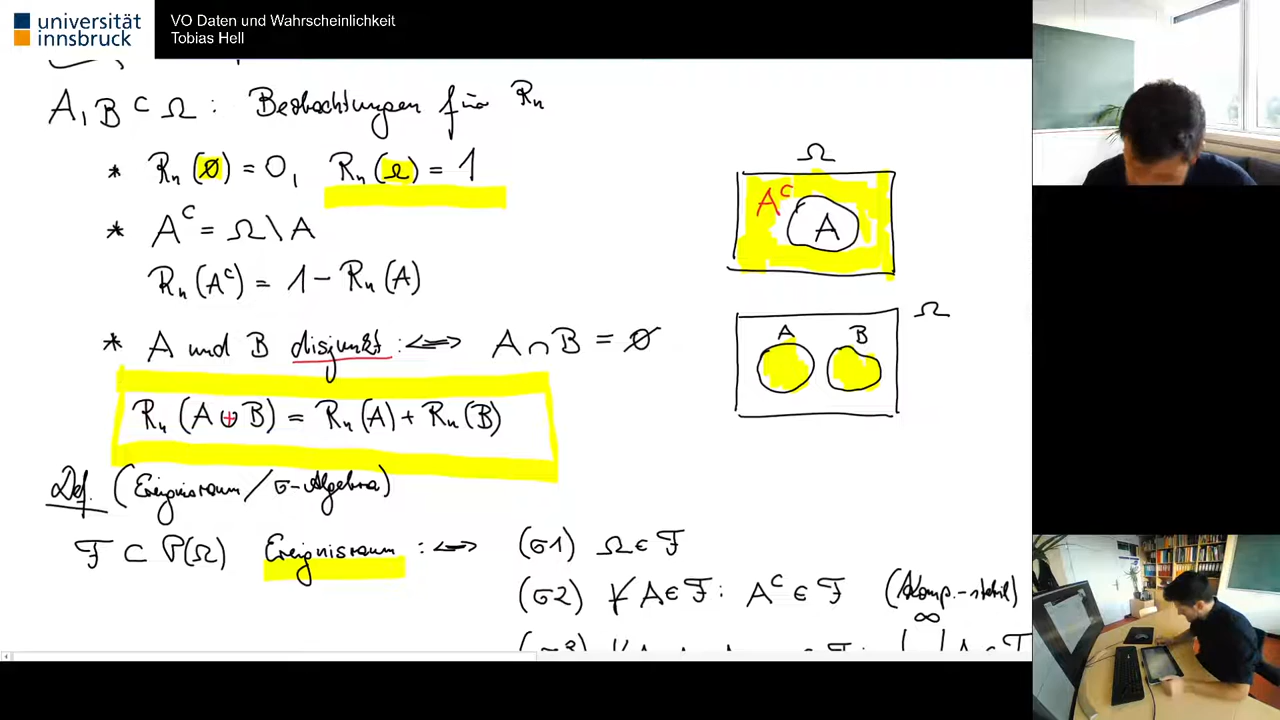 universität
innsbruck
VO Daten und Wahrscheinlichkeit
Tobias Hell
A, B ⊂ Ω : Beobachtungen für Rn
* Rn (∅) = 0, Rn (Ω) = 1
* A^C = Ω \ A
Rn (A^C) = 1 − Rn (A)
* A und B disjunkt :⟺ A ∩ B = ∅
Rn (A ⊎ B) = Rn (A) + Rn (B)
Def. (Ereignisraum / σ-Algebra)
F ⊂ P(Ω) Ereignisraum :⟺ (σ1) Ω ∈ F
(σ2) ∀ A ∈ F : A^C ∈ F (Komp.-stabil)
∞
Ω
A^C
A
Ω
A B